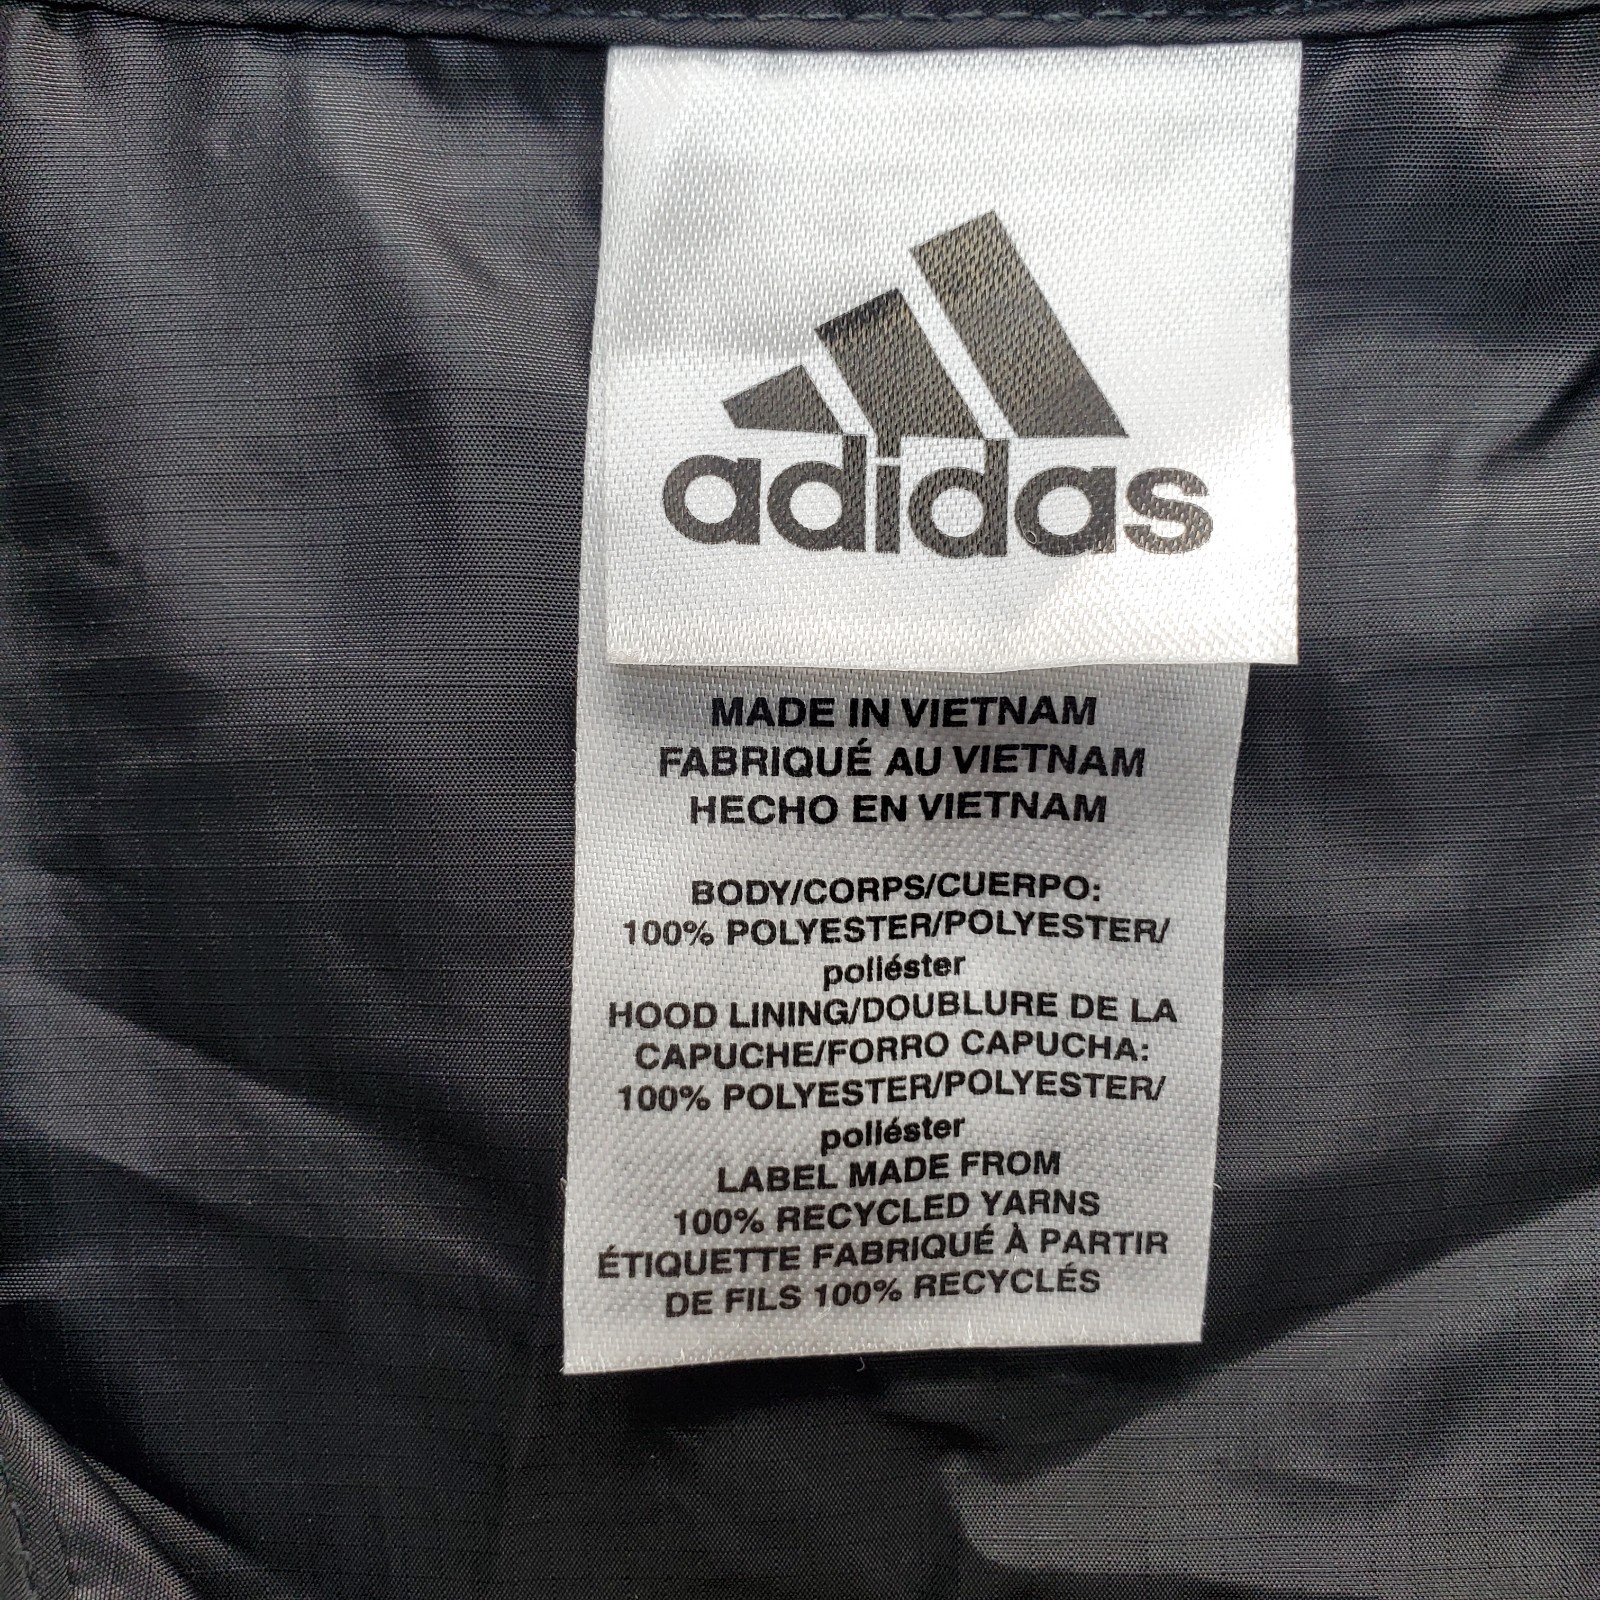 adidas
MADE IN VIETNAM
FABRIQUÉ AU VIETNAM
HECHO EN VIETNAM
BODY/CORPS/CUERPO:
100% POLYESTER/POLYESTER/
poliéster
HOOD LINING/DOUBLURE DE LA
CAPUCHE/FORRO CAPUCHA:
100% POLYESTER/POLYESTER/
poliéster
LABEL MADE FROM
100% RECYCLED YARNS
ÉTIQUETTE FABRIQUÉ À PARTIR
DE FILS 100% RECYCLÉS